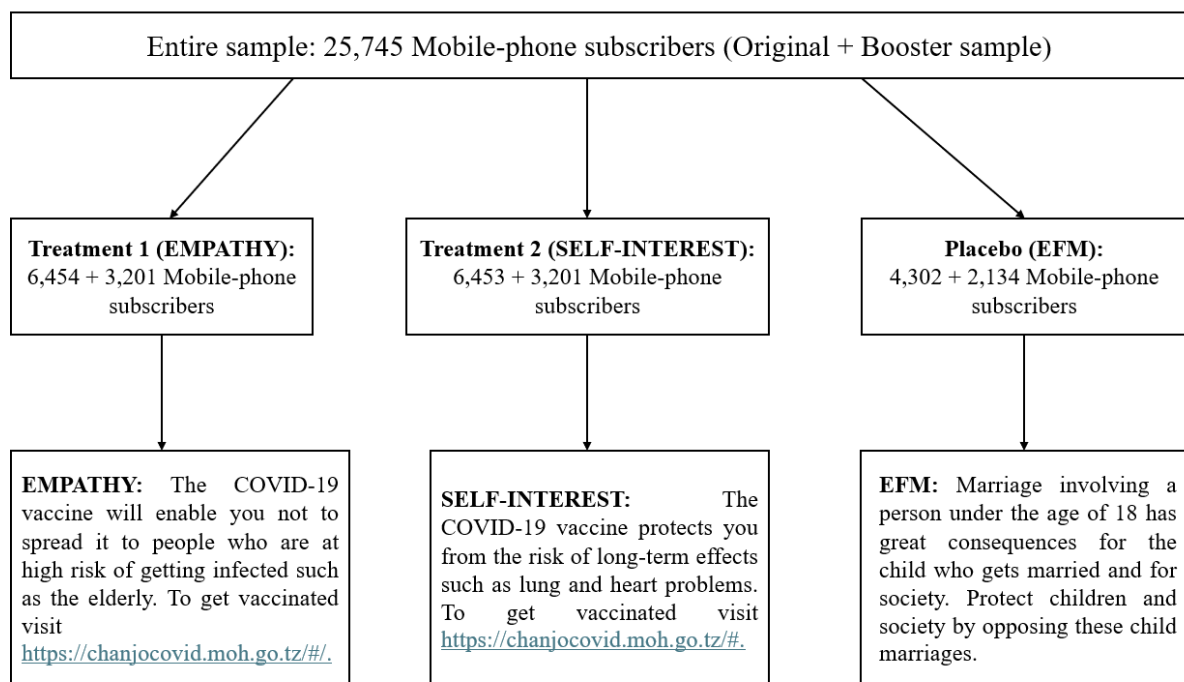 Entire sample: 25,745 Mobile-phone subscribers (Original + Booster sample)
Treatment 1 (EMPATHY):
6,454 + 3,201 Mobile-phone
subscribers
Treatment 2 (SELF-INTEREST):
6,453 + 3,201 Mobile-phone
subscribers
Placebo (EFM):
4,302 + 2,134 Mobile-phone
subscribers
EMPATHY: The COVID-19
vaccine will enable you not to
spread it to people who are at
high risk of getting infected such
as the elderly. To get vaccinated
visit
https://chanjocovid.moh.go.tz/#/.
SELF-INTEREST: The
COVID-19 vaccine protects you
from the risk of long-term effects
such as lung and heart problems.
To get vaccinated visit
https://chanjocovid.moh.go.tz/#.
EFM: Marriage involving a
person under the age of 18 has
great consequences for the
child who gets married and for
society. Protect children and
society by opposing these child
marriages.